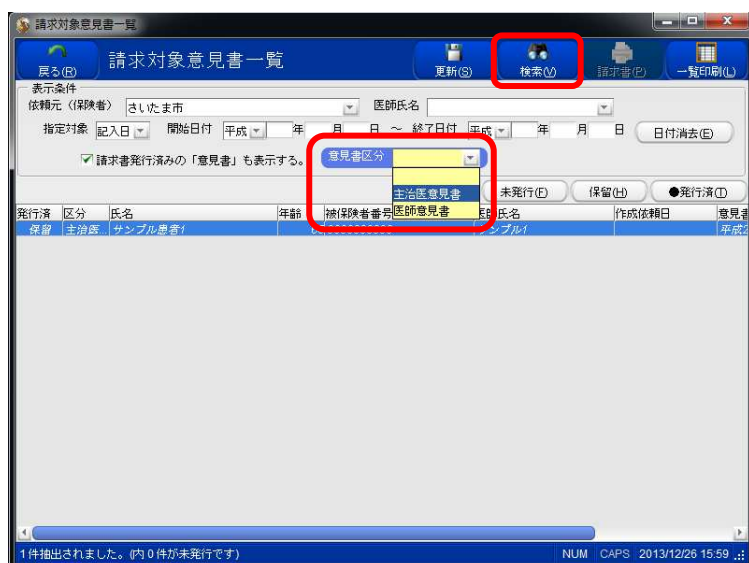 請求対象意見書一覧
戻る(R) 請求対象意見書一覧 更新(S) 検索(V) 請求書(P) 一覧印刷(L)
表示条件
依頼元（保険者） さいたま市 医師氏名
指定対象 記入日 開始日付 平成 年 月 日 ～ 終了日付 平成 年 月 日 日付消去(E)
請求書発行済みの「意見書」も表示する。 意見書区分
主治医意見書
医師意見書
未発行(F) 保留(H) ●発行済(T)
発行済 区分 氏名 年齢 被保険者番号 医師氏名 作成依頼日 意見書
保留 主治医... サンプル患者1 サンプル1 平成2
1件抽出されました。(内0件が未発行です) NUM CAPS 2013/12/26 15:59